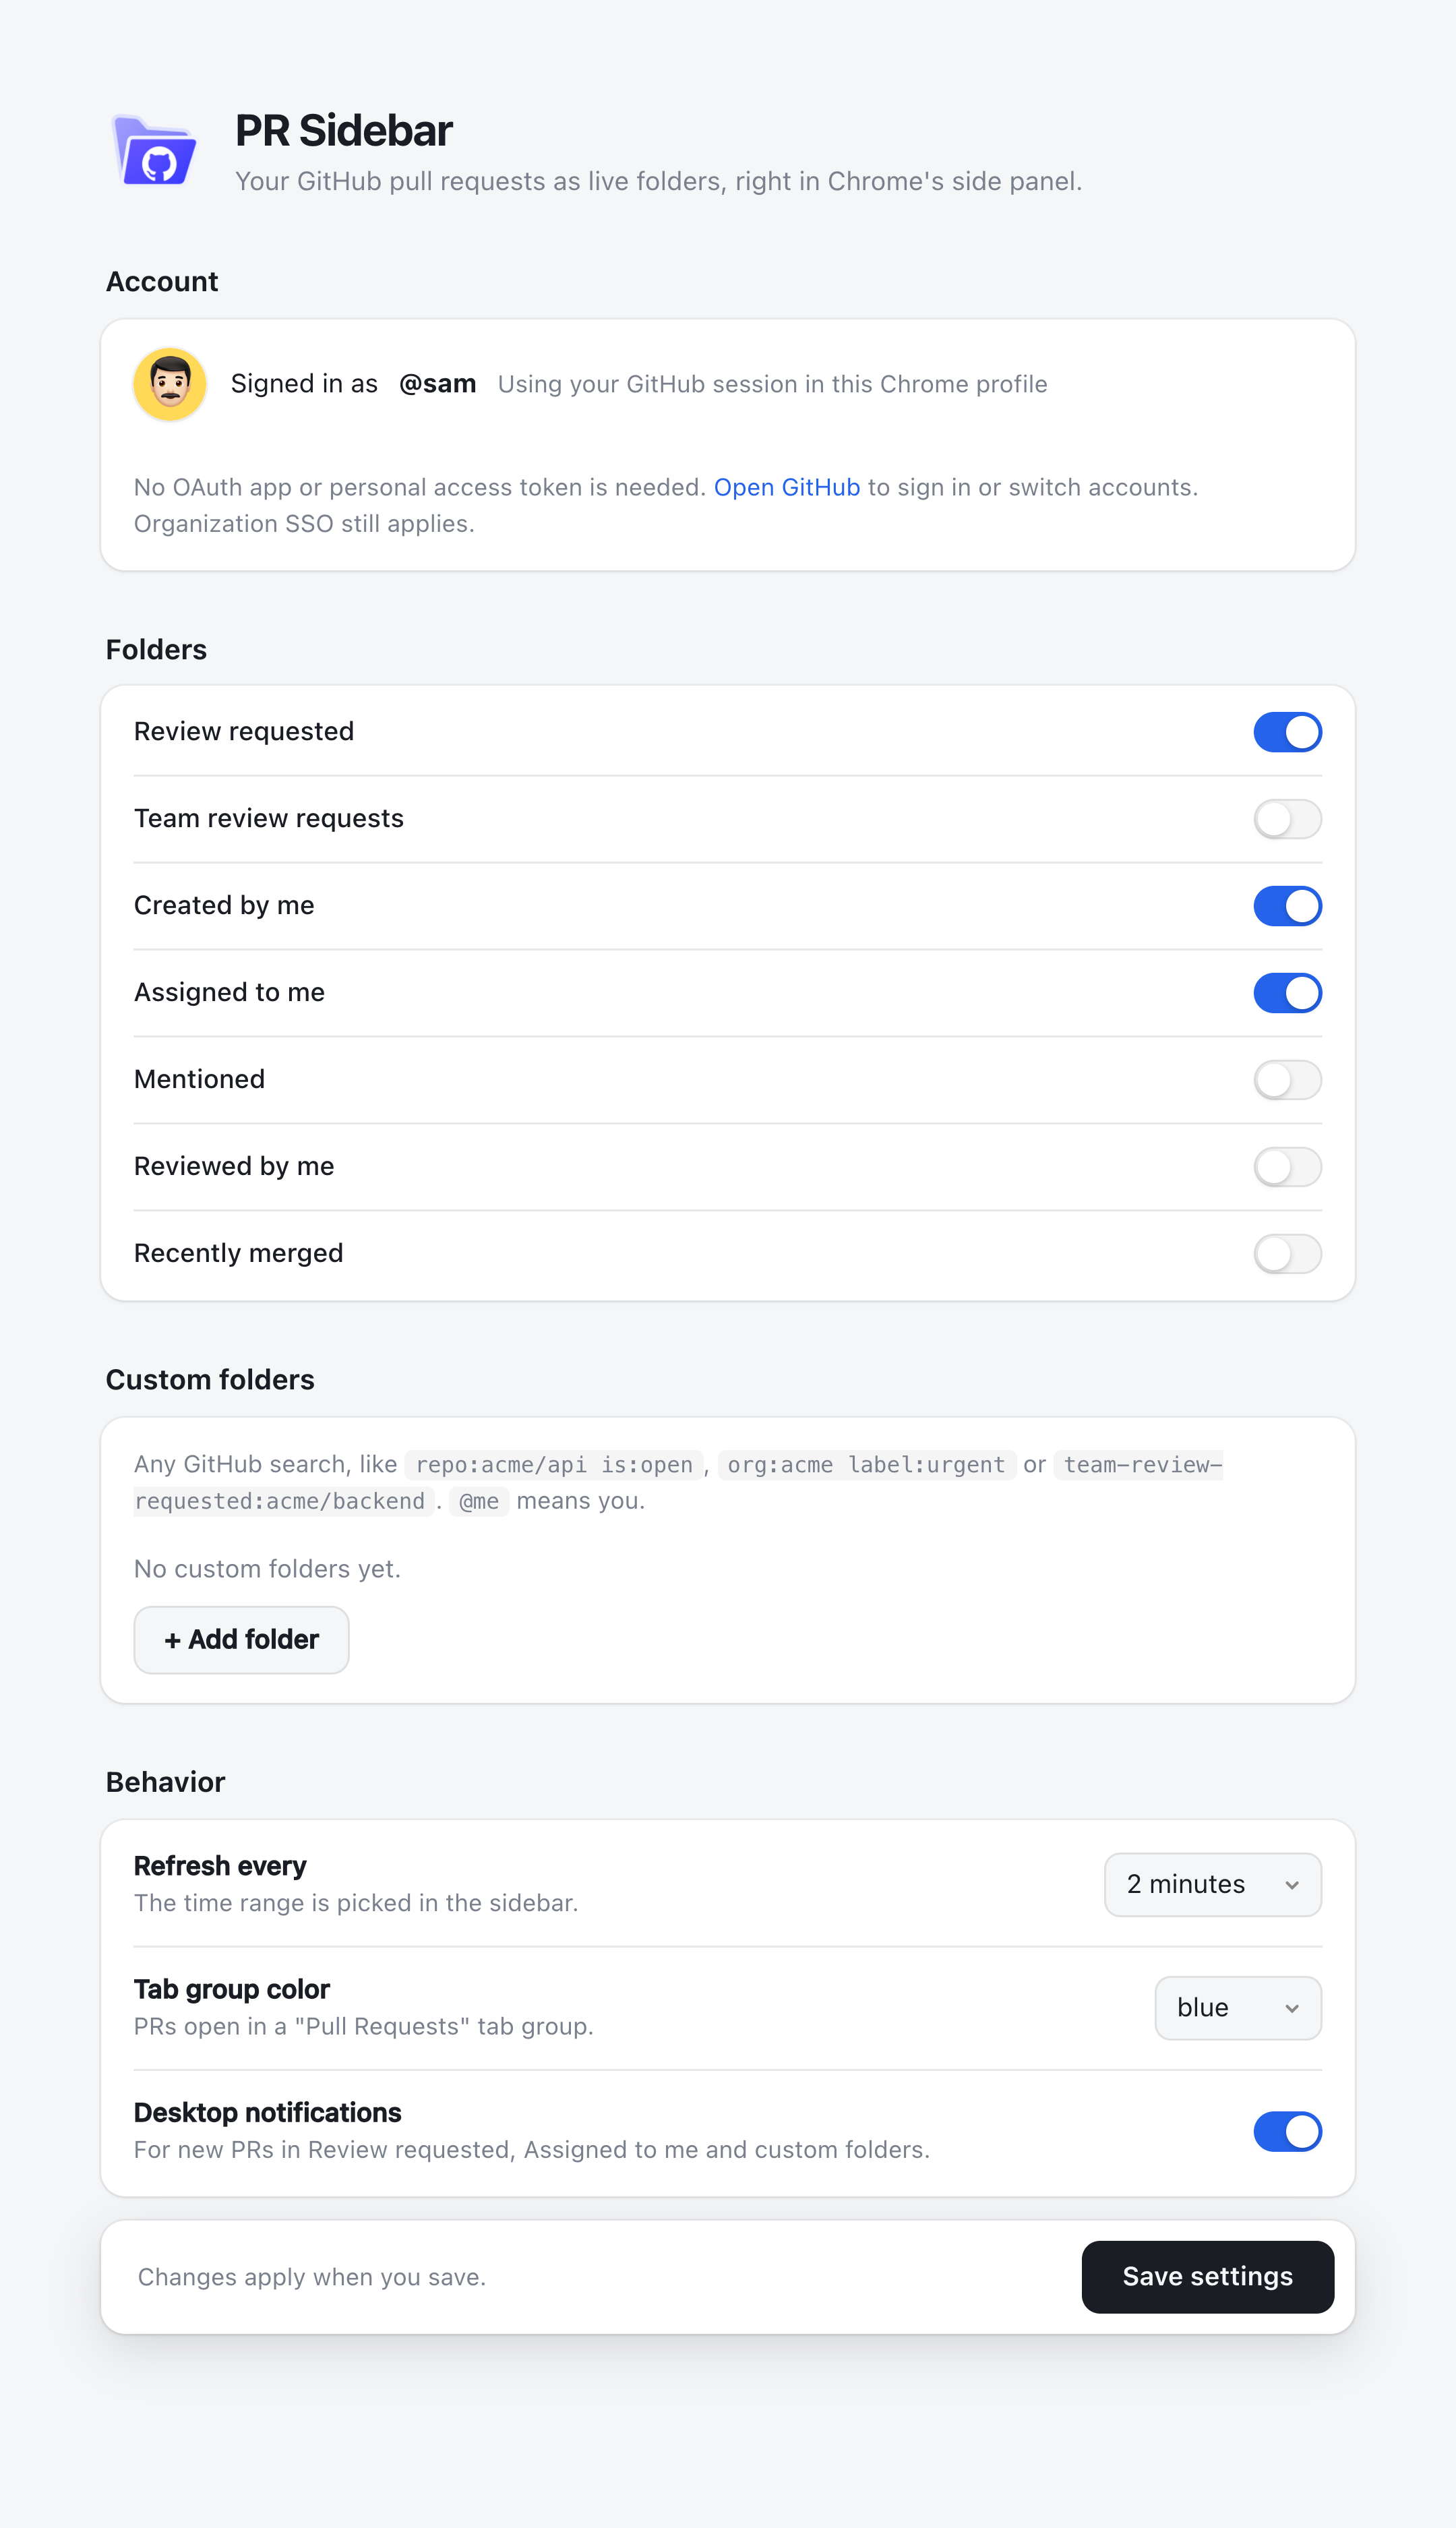 PR Sidebar
Your GitHub pull requests as live folders, right in Chrome's side panel.
Account
Signed in as @sam Using your GitHub session in this Chrome profile
No OAuth app or personal access token is needed. Open GitHub to sign in or switch accounts.
Organization SSO still applies.
Folders
Review requested
Team review requests
Created by me
Assigned to me
Mentioned
Reviewed by me
Recently merged
Custom folders
Any GitHub search, like repo:acme/api is:open, org:acme label:urgent or team-review-
requested:acme/backend. @me means you.
No custom folders yet.
+ Add folder
Behavior
Refresh every
The time range is picked in the sidebar.
2 minutes
Tab group color
PRs open in a "Pull Requests" tab group.
blue
Desktop notifications
For new PRs in Review requested, Assigned to me and custom folders.
Changes apply when you save.
Save settings